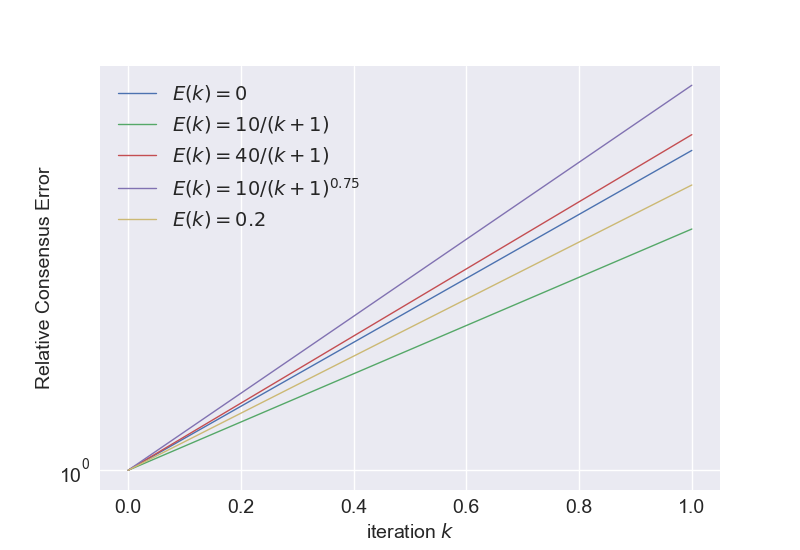 E(k) = 0
E(k) = 10/(k + 1)
E(k) = 40/(k + 1)
E(k) = 10/(k + 1)^0.75
E(k) = 0.2
Relative Consensus Error
10^0
0.0 0.2 0.4 0.6 0.8 1.0
iteration k